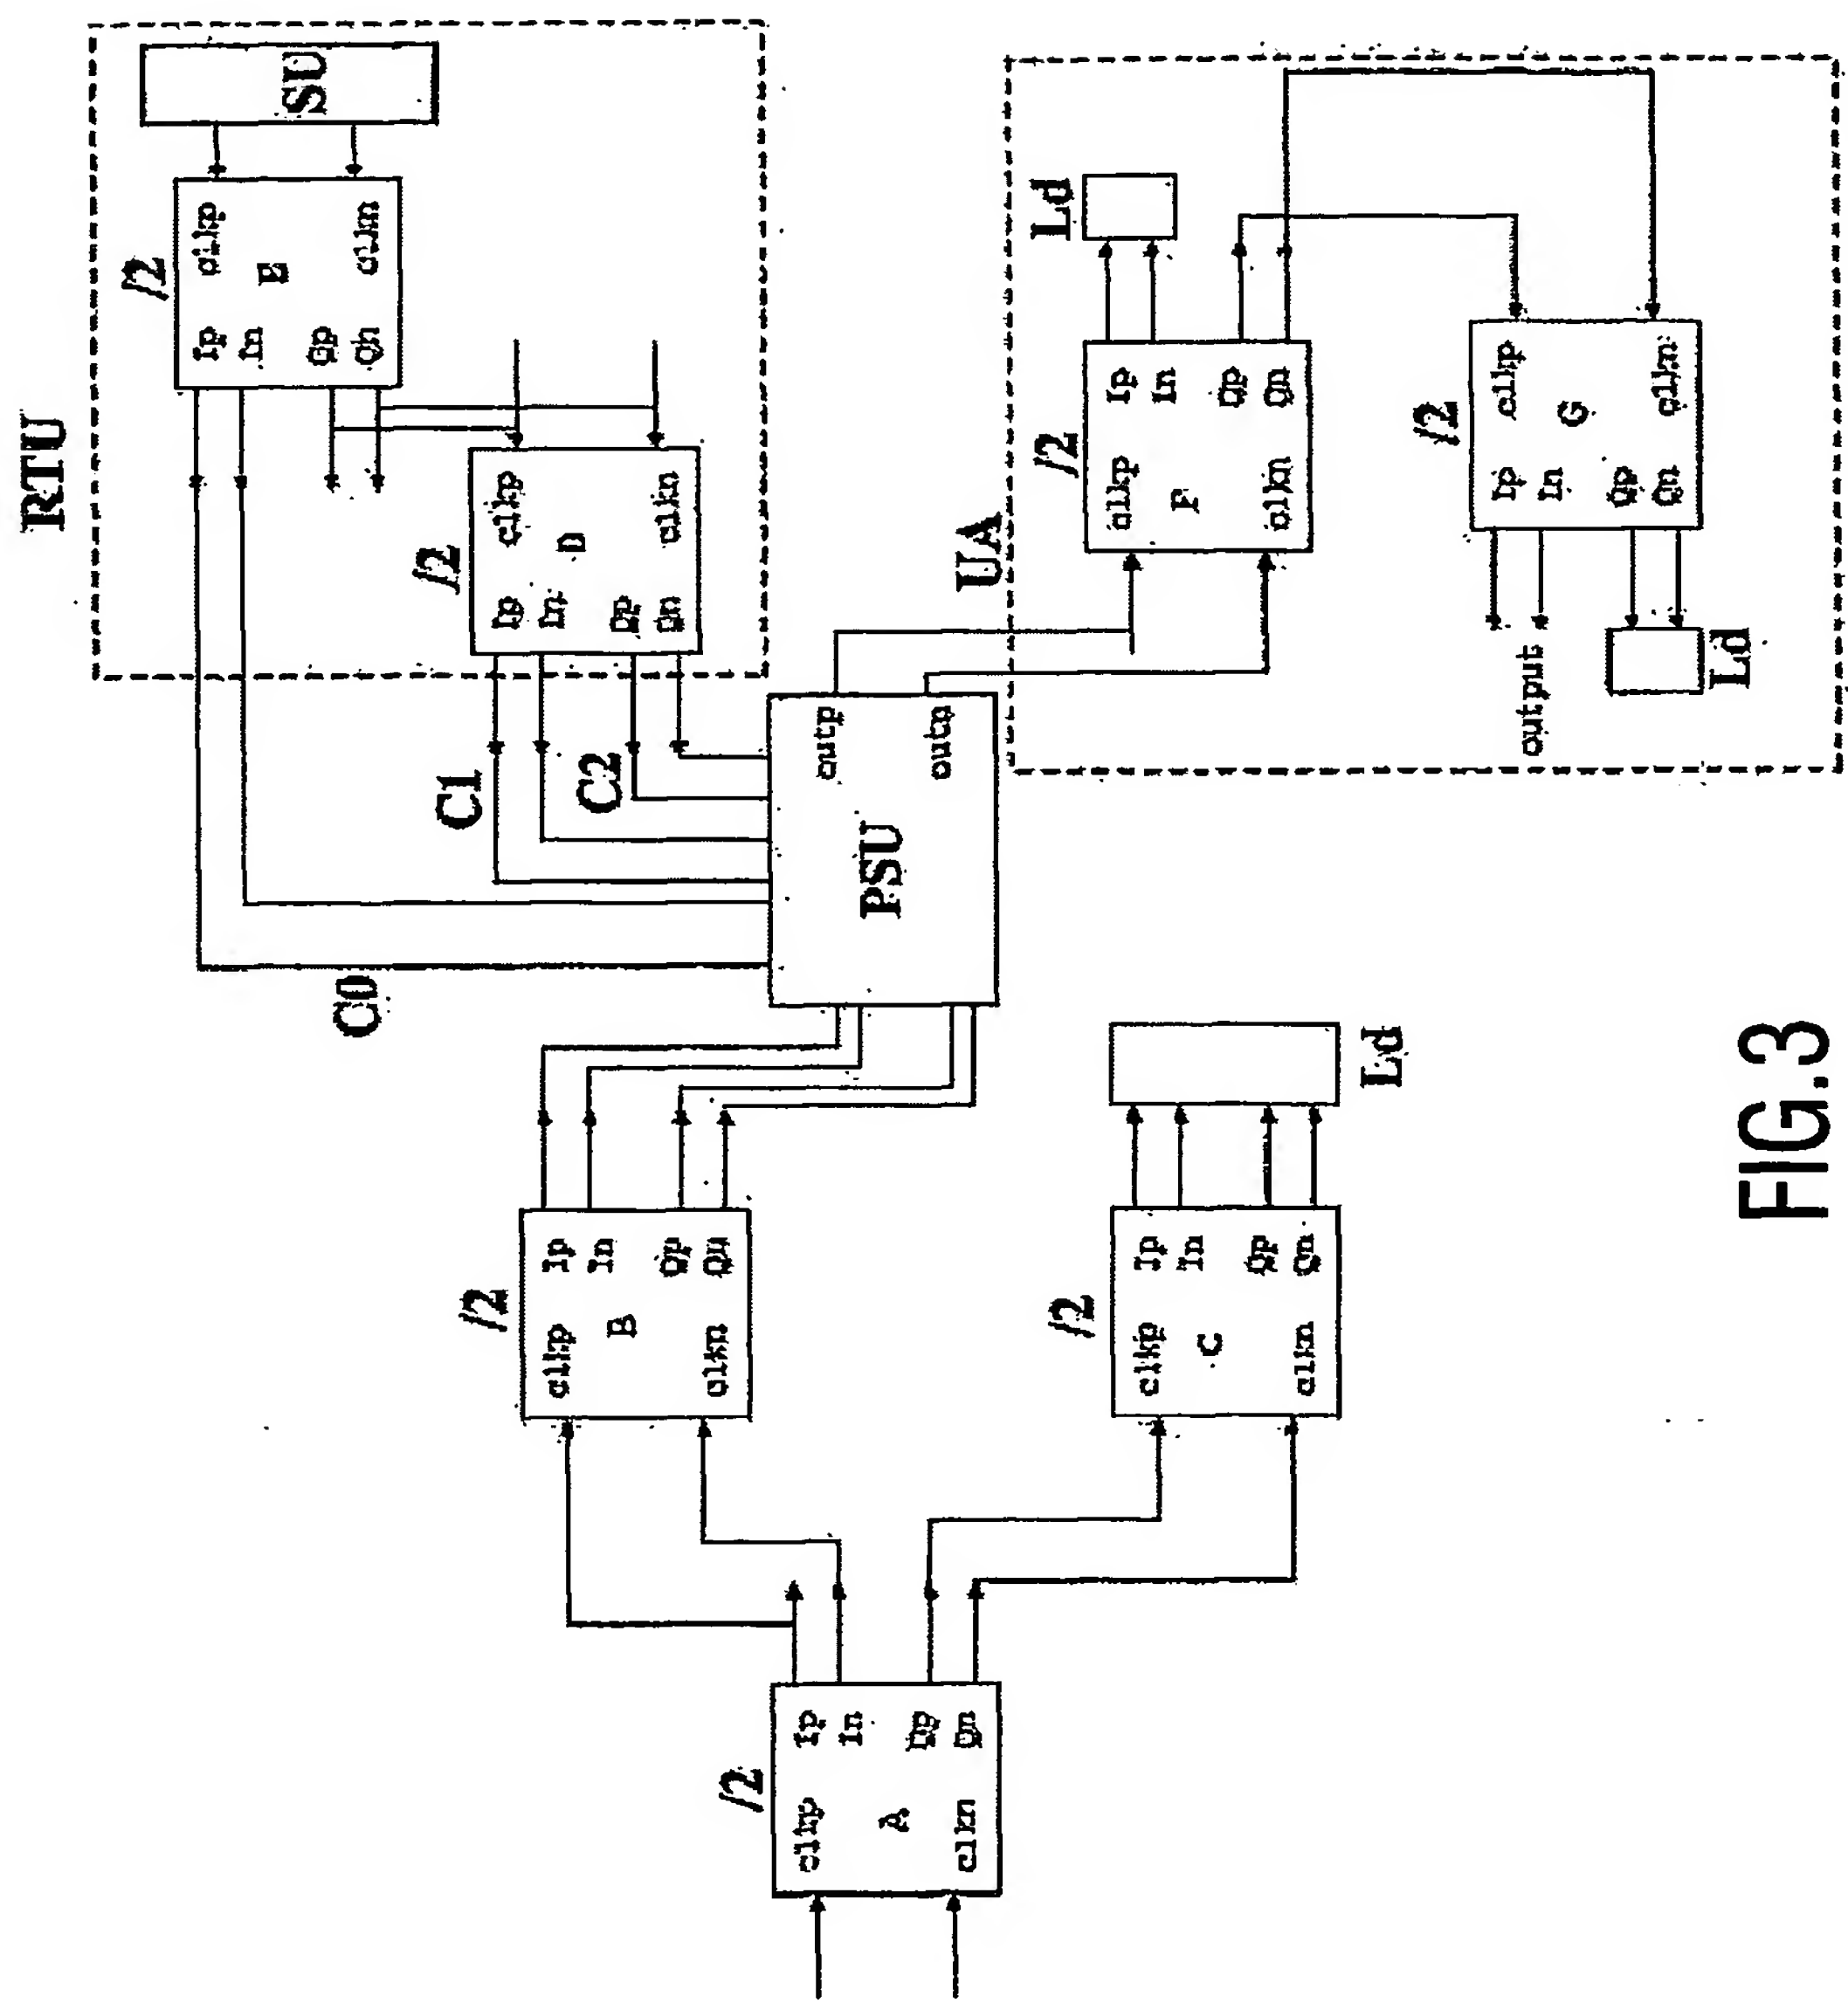 RTU
/2
Ip
In
Qp
Qn
E
clkp
clkn
SU
/2
Ip
In
Qp
Qn
D
clkp
clkn
C0
C1
C2
PSU
outp
outn
UA
/2
clkp
clkn
F
Ip
In
Qp
Qn
Ld
/2
Ip
In
Qp
Qn
G
clkp
clkn
output
Ld
/2
clkp
clkn
B
Ip
In
Qp
Qn
/2
clkp
clkn
C
Ip
In
Qp
Qn
Ld
/2
clkp
clkn
A
Ip
In
Qp
Qn
FIG.3